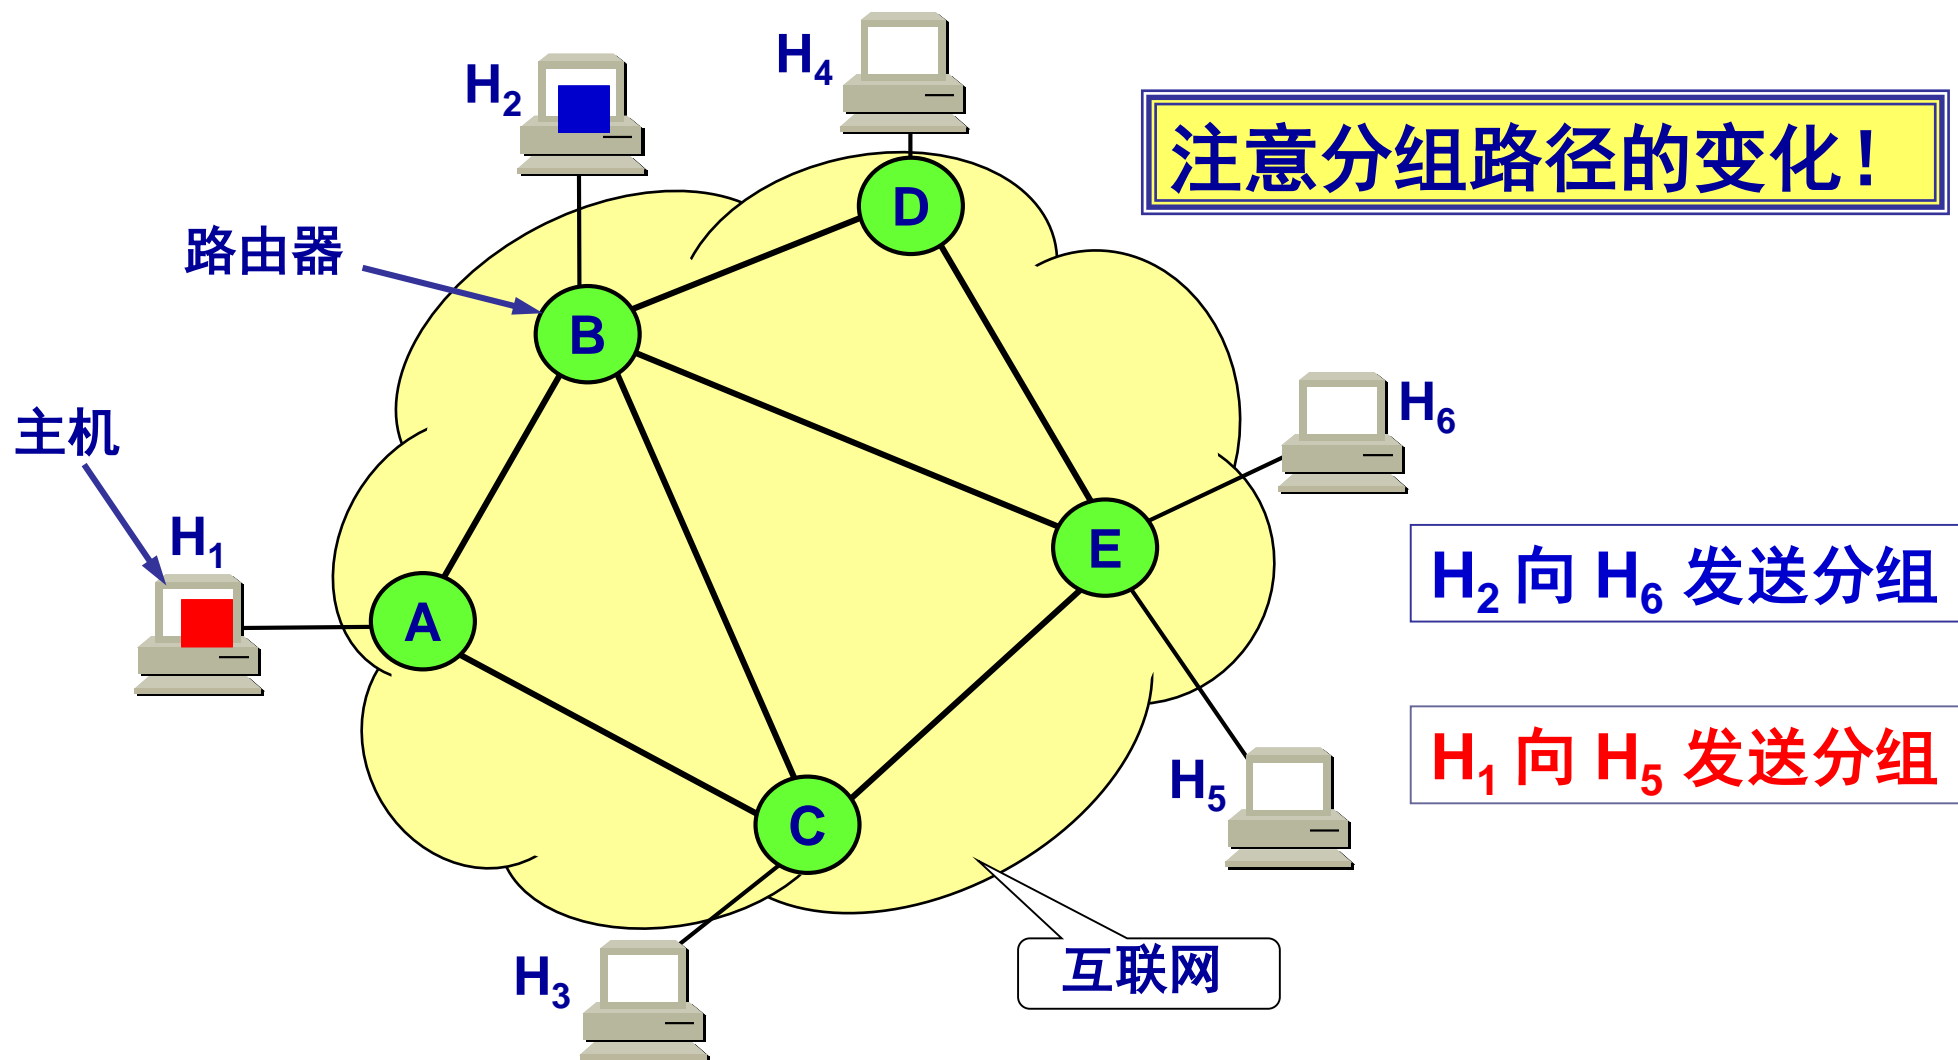 H4
H2
注意分组路径的变化！
D
路由器
B
H6
主机
H1
E
H2 向 H6 发送分组
A
H1 向 H5 发送分组
H5
C
互联网
H3